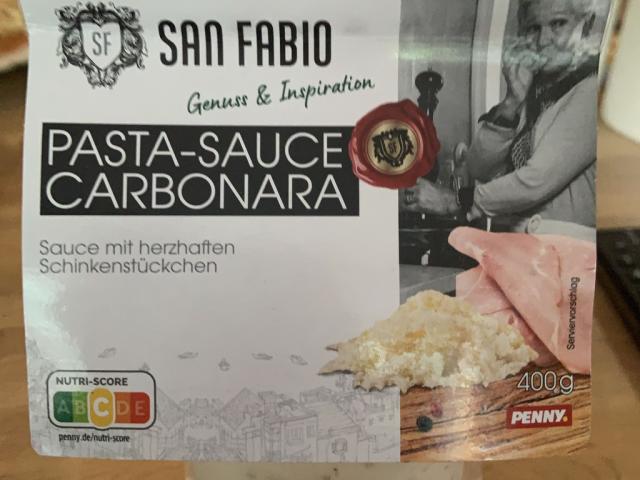 SF
SAN FABIO
Genuss & Inspiration
SF
PASTA-SAUCE
CARBONARA
Sauce mit herzhaften
Schinkenstückchen
Serviervorschlag
400g
PENNY.
NUTRI-SCORE
A B C D E
penny.de/nutri-score